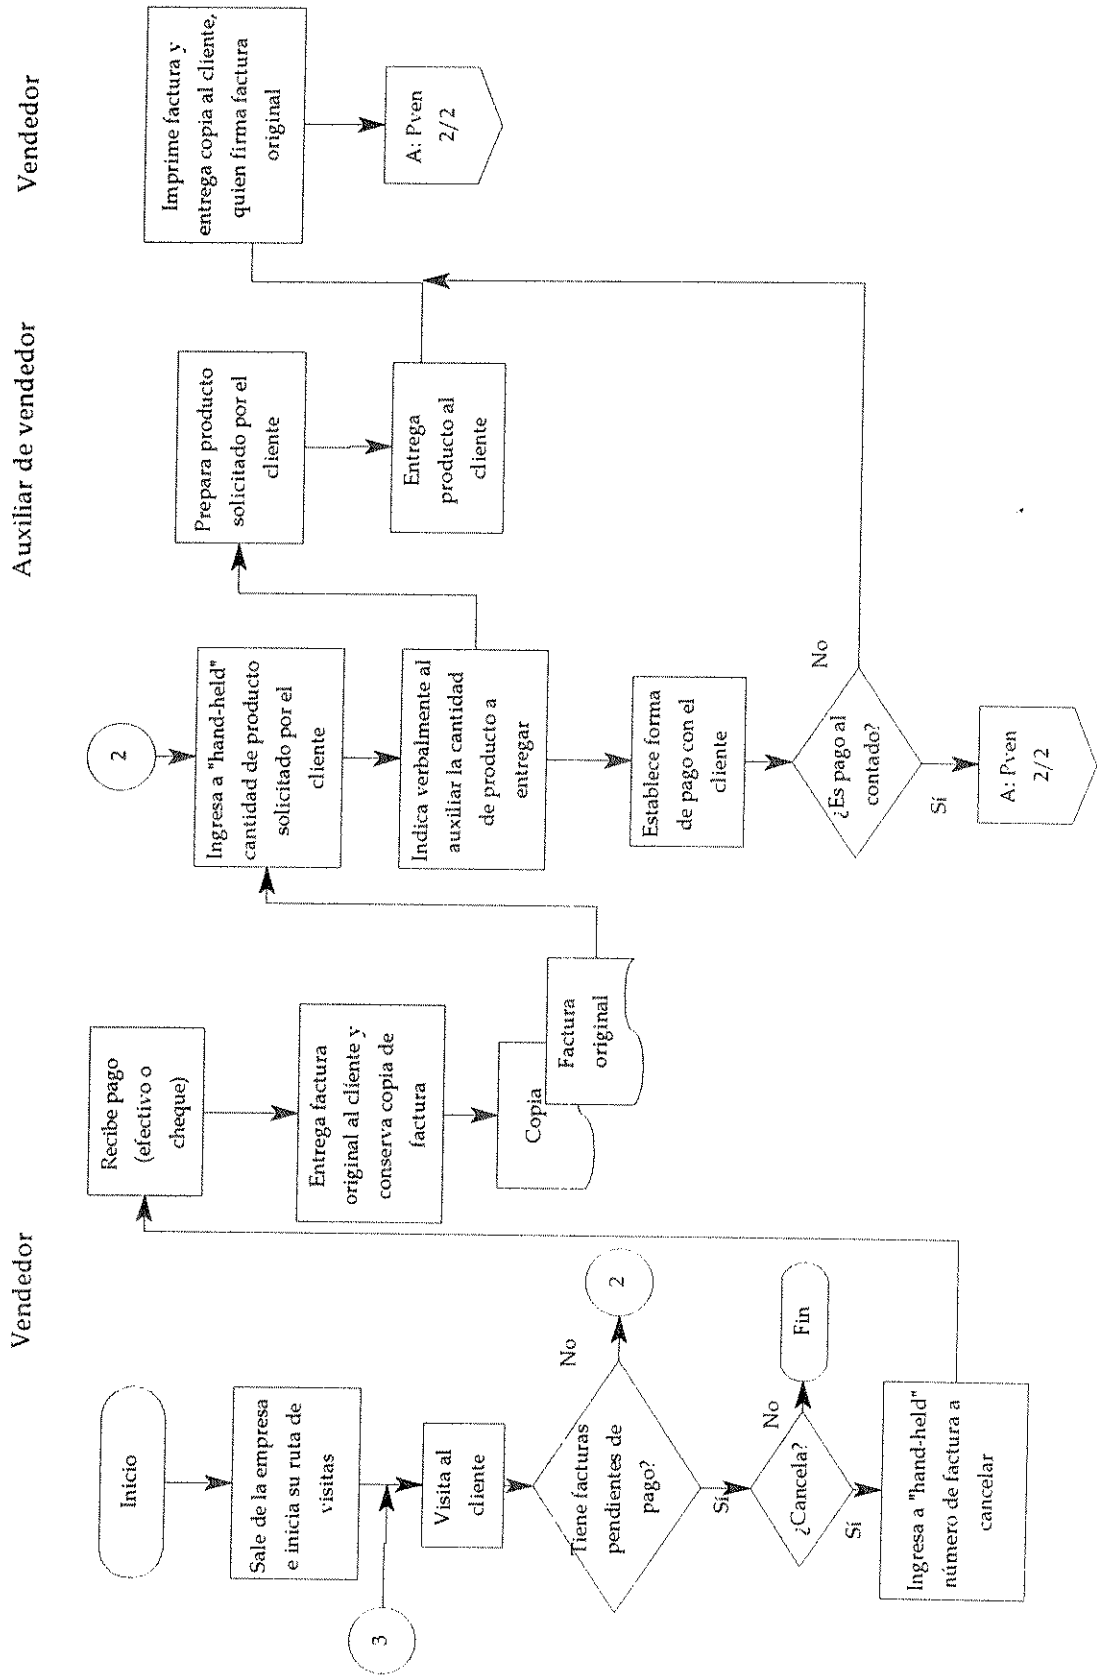 Vendedor
Auxiliar de vendedor
Vendedor
Inicio
Sale de la empresa
e inicia su ruta de
visitas
3
Visita al
cliente
Tiene facturas
pendientes de
pago?
No
2
Sí
¿Cancela?
No
Fin
Sí
Ingresa a "hand-held"
número de factura a
cancelar
Recibe pago
(efectivo o
cheque)
Entrega factura
original al cliente y
conserva copia de
factura
Copia
Factura
original
2
Ingresa a "hand-held"
cantidad de producto
solicitado por el
cliente
Indica verbalmente al
auxiliar la cantidad
de producto a
entregar
Establece forma
de pago con el
cliente
¿Es pago al
contado?
No
Sí
A: Pven
2/2
Prepara producto
solicitado por el
cliente
Entrega
producto al
cliente
Imprime factura y
entrega copia al cliente,
quien firma factura
original
A: Pven
2/2